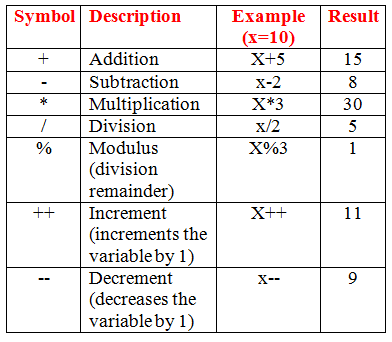 Symbol Description Example Result
(x=10)
+ Addition X+5 15
- Subtraction x-2 8
* Multiplication X*3 30
/ Division x/2 5
% Modulus X%3 1
(division
remainder)
++ Increment X++ 11
(increments the
variable by 1)
-- Decrement x-- 9
(decreases the
variable by 1)